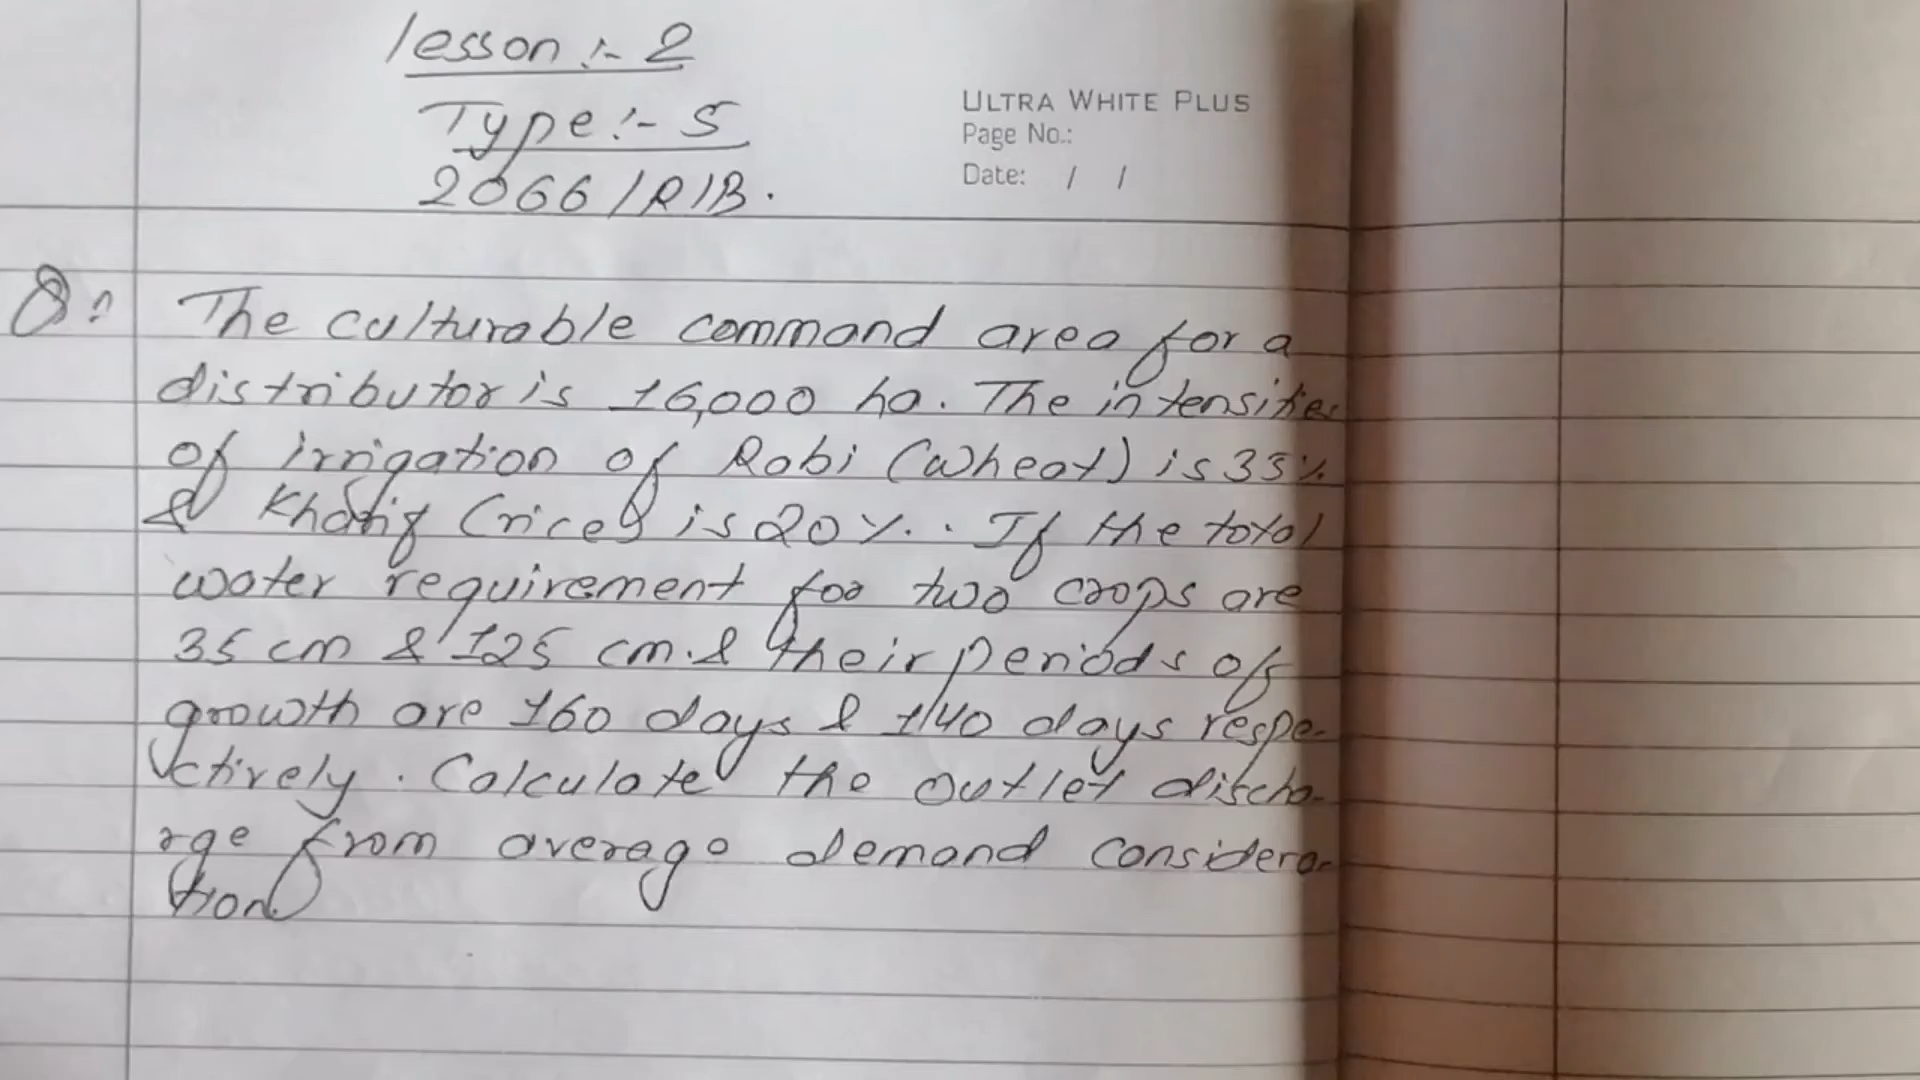 lesson :- 2
Type :- 5
2066/R/B.
ULTRA WHITE PLUS
Page No.:
Date: / /
Q: The culturable command area for a
distributor is 16,000 ha. The intensities
of irrigation of Rabi (wheat) is 35%
& Kharif (rice) is 20%. If the total
water requirement for two crops are
35 cm & 125 cm. & their periods of
growth are 160 days & 140 days respe-
ctively. Calculate the outlet discha-
rge from average demand considera-
tion.